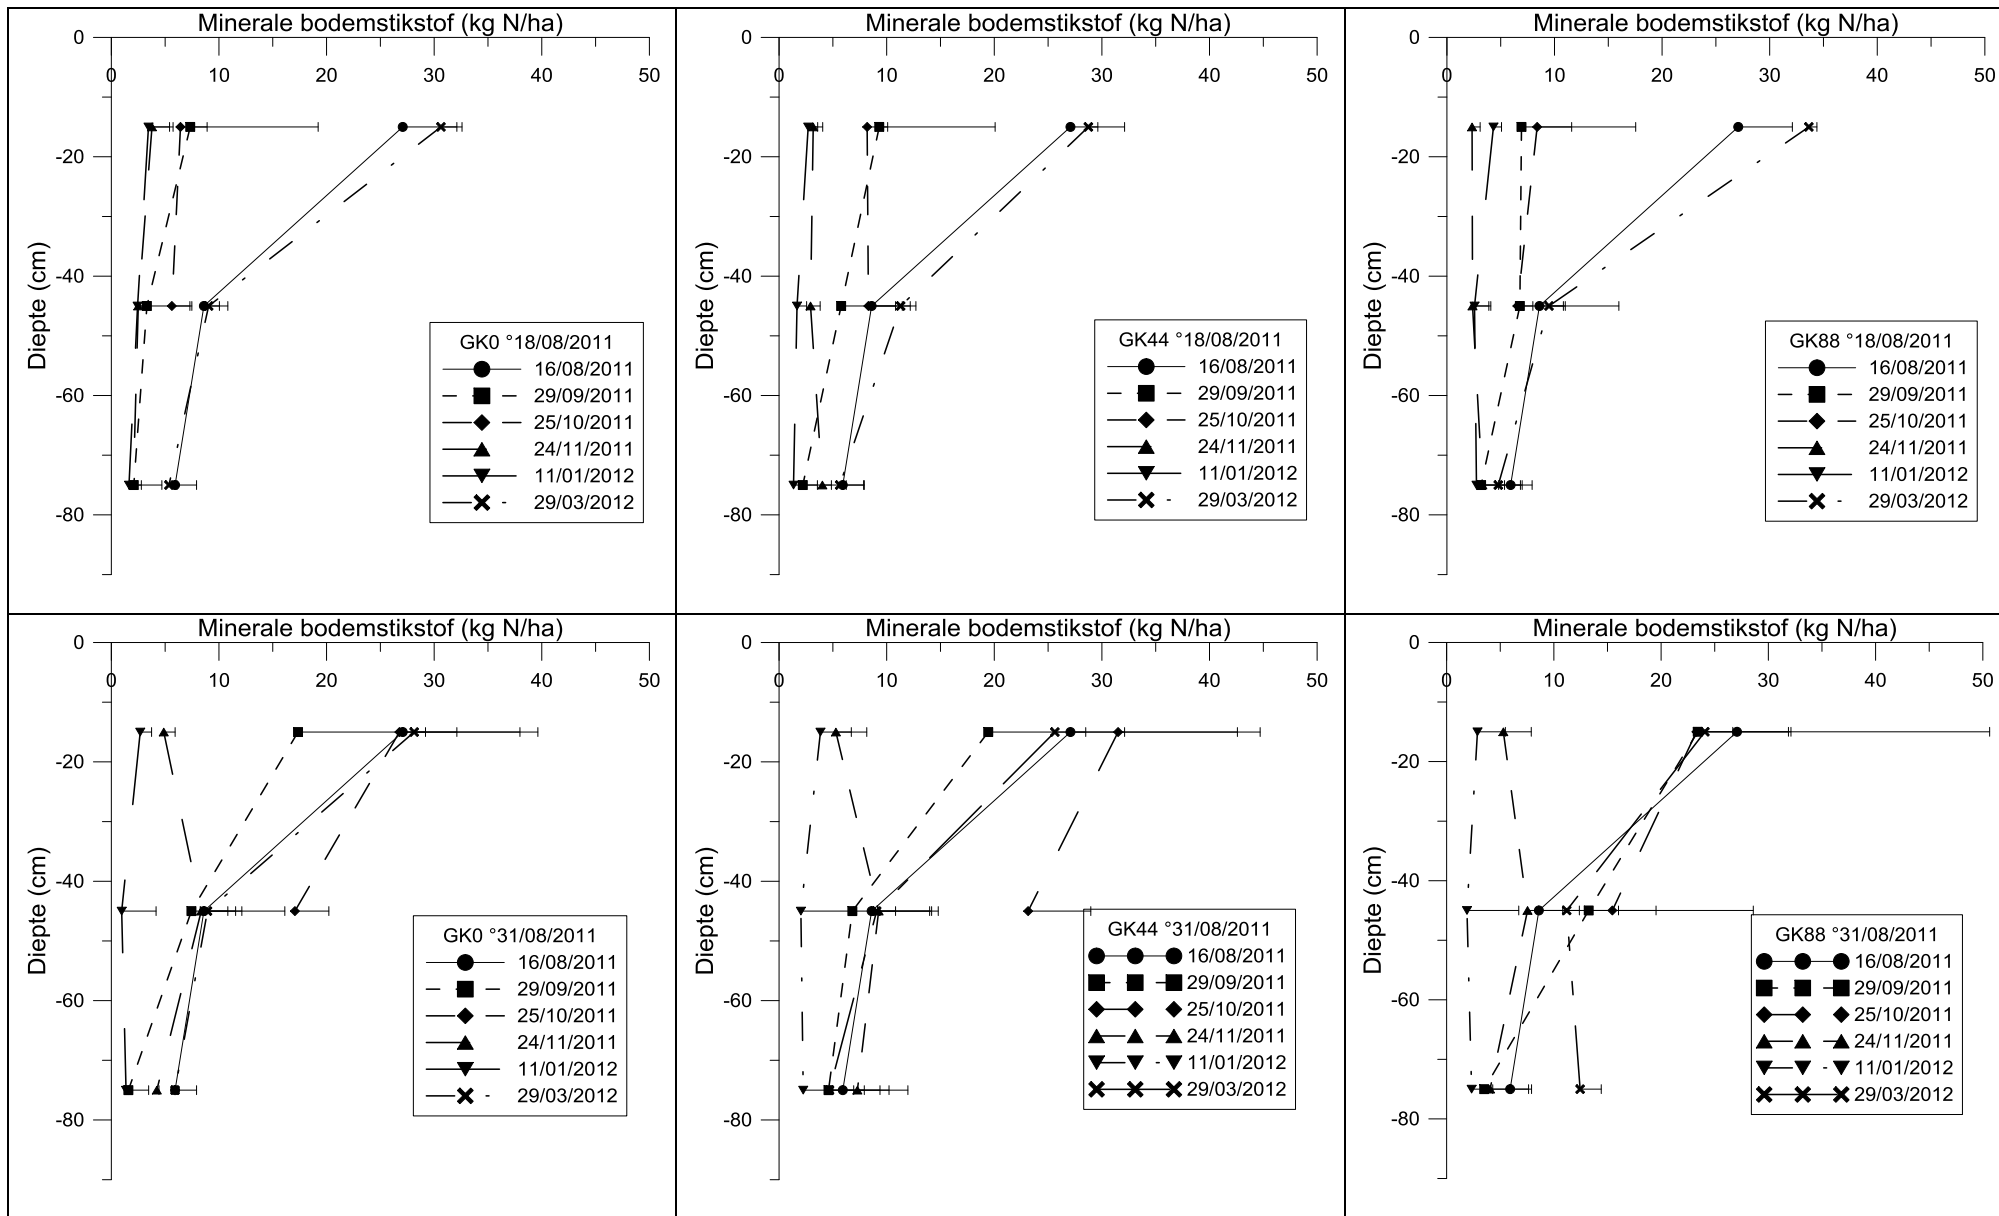 Minerale bodemstikstof (kg N/ha)
0 10 20 30 40 50
0
-20
-40
-60
-80
Diepte (cm)
GK0 °18/08/2011
16/08/2011
29/09/2011
25/10/2011
24/11/2011
11/01/2012
29/03/2012
Minerale bodemstikstof (kg N/ha)
0 10 20 30 40 50
0
-20
-40
-60
-80
Diepte (cm)
GK44 °18/08/2011
16/08/2011
29/09/2011
25/10/2011
24/11/2011
11/01/2012
29/03/2012
Minerale bodemstikstof (kg N/ha)
0 10 20 30 40 50
0
-20
-40
-60
-80
Diepte (cm)
GK88 °18/08/2011
16/08/2011
29/09/2011
25/10/2011
24/11/2011
11/01/2012
29/03/2012
Minerale bodemstikstof (kg N/ha)
0 10 20 30 40 50
0
-20
-40
-60
-80
Diepte (cm)
GK0 °31/08/2011
16/08/2011
29/09/2011
25/10/2011
24/11/2011
11/01/2012
29/03/2012
Minerale bodemstikstof (kg N/ha)
0 10 20 30 40 50
0
-20
-40
-60
-80
Diepte (cm)
GK44 °31/08/2011
16/08/2011
29/09/2011
25/10/2011
24/11/2011
11/01/2012
29/03/2012
Minerale bodemstikstof (kg N/ha)
0 10 20 30 40 50
0
-20
-40
-60
-80
Diepte (cm)
GK88 °31/08/2011
16/08/2011
29/09/2011
25/10/2011
24/11/2011
11/01/2012
29/03/2012